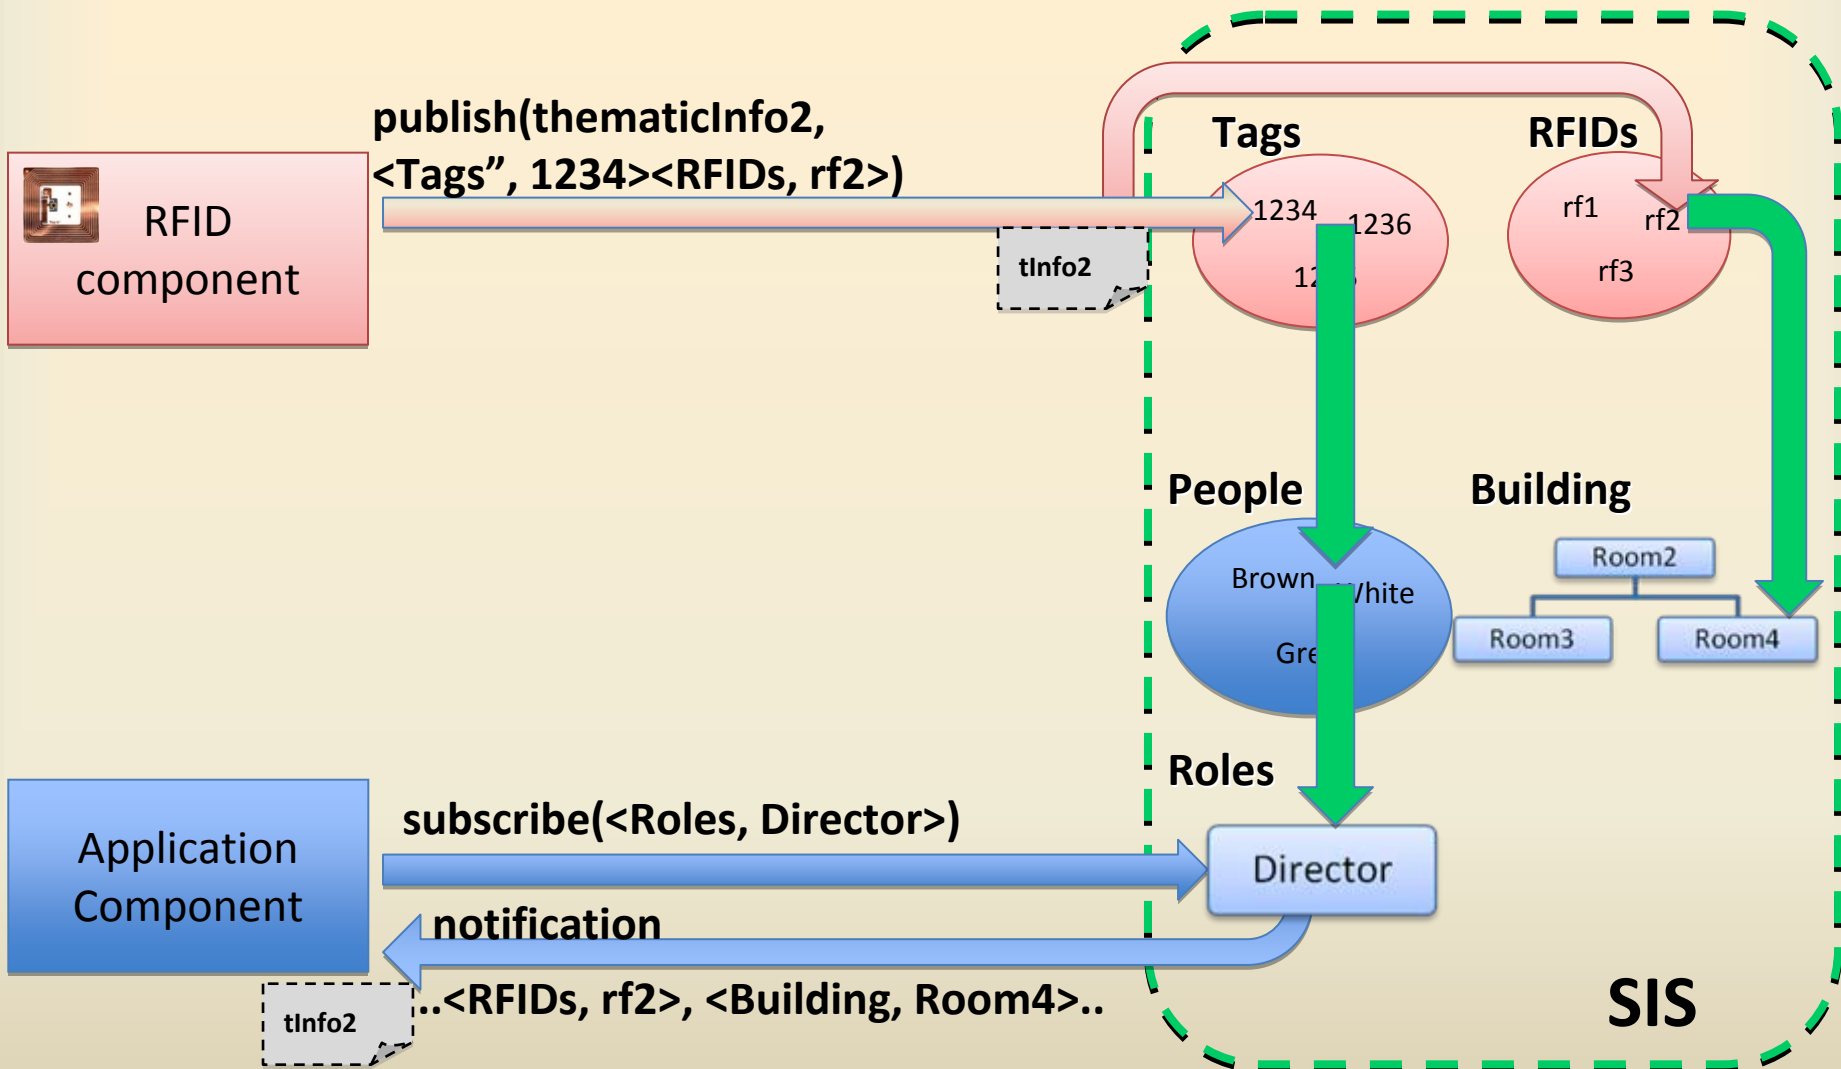 publish(thematicInfo2,
<Tags”, 1234><RFIDs, rf2>)
RFID
component
tInfo2
Tags
RFIDs
1234
1236
rf1
rf2
rf3
People
Building
Brown
Room2
Room3
Room4
Roles
Application
Component
subscribe(<Roles, Director>)
Director
notification
..<RFIDs, rf2>, <Building, Room4>..
tInfo2
SIS